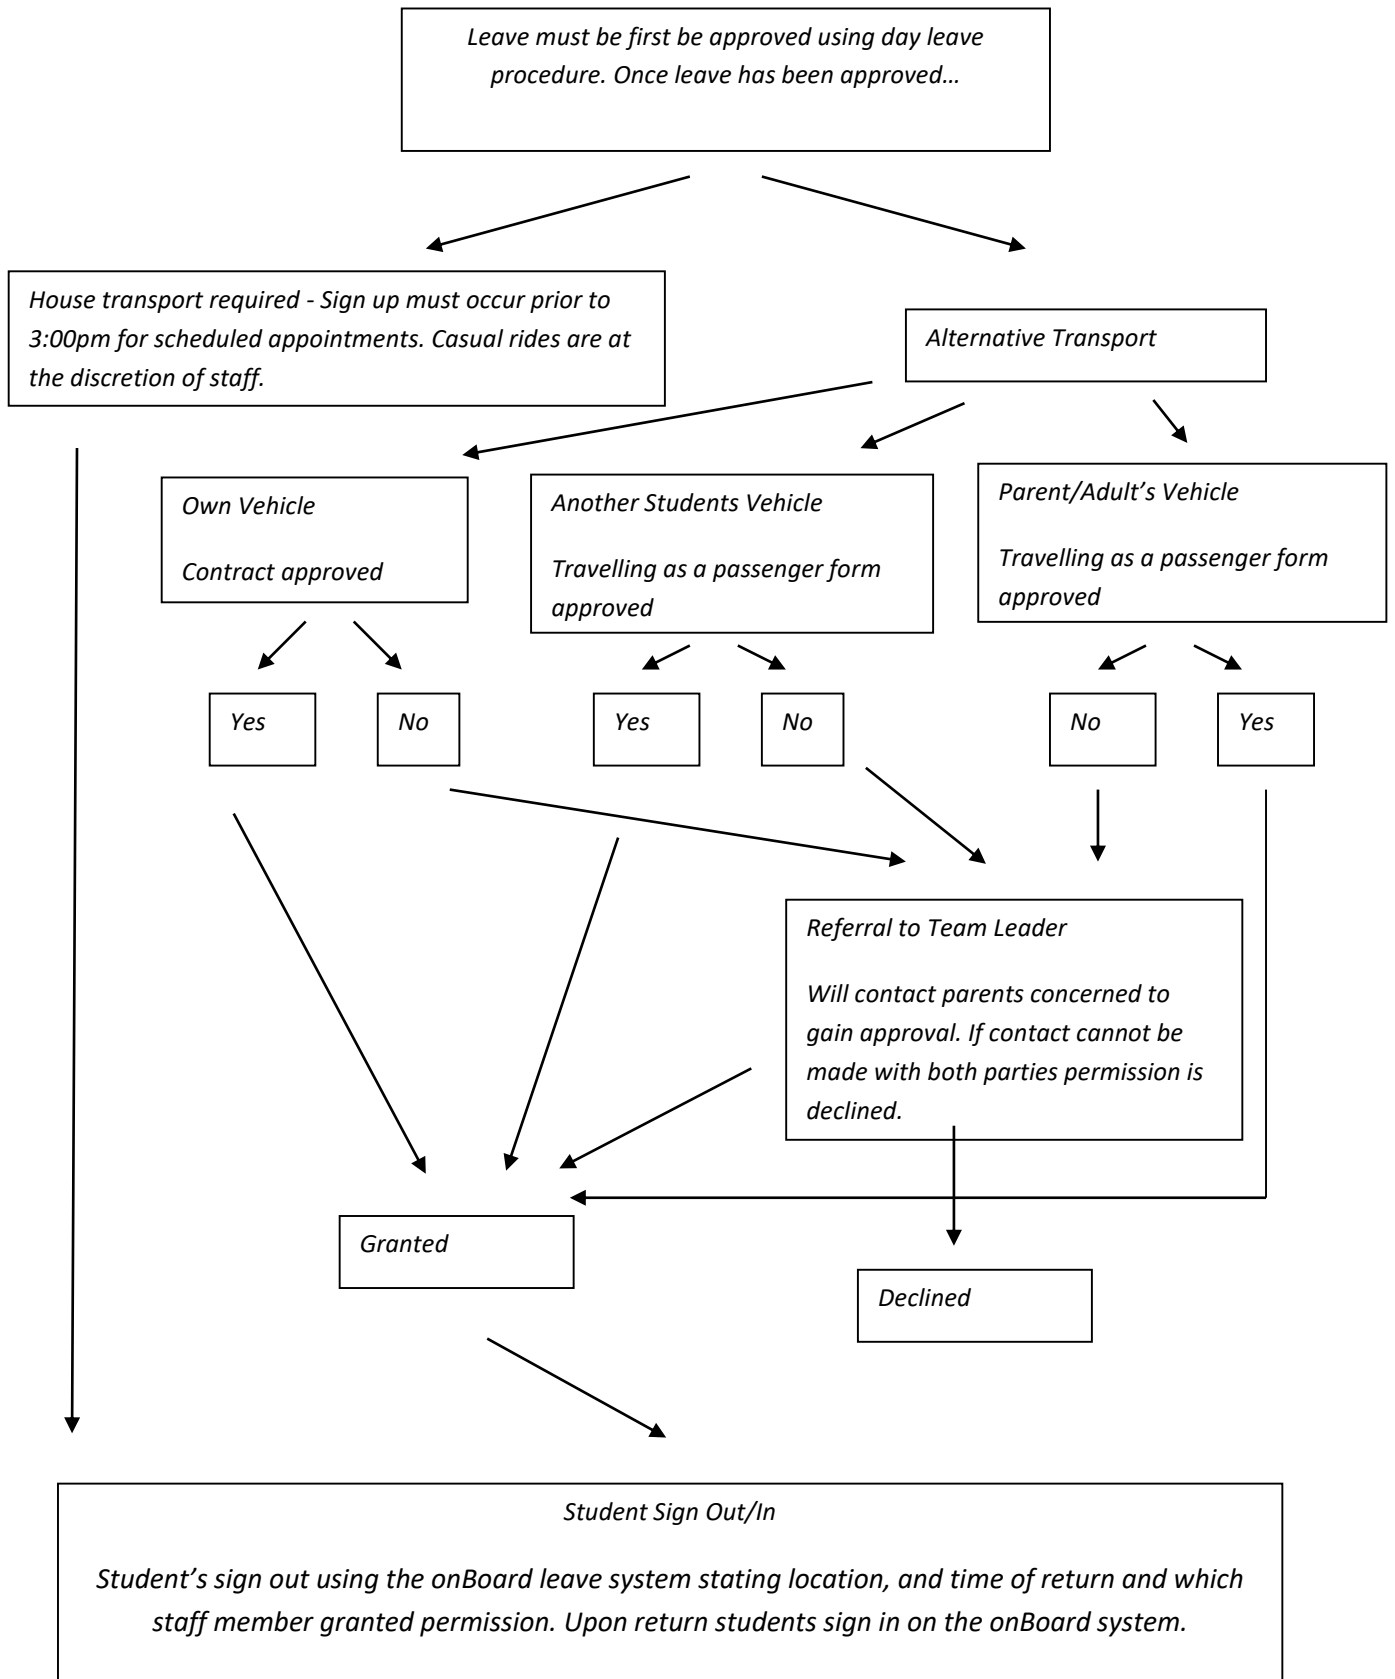 Leave must be first be approved using day leave
procedure. Once leave has been approved…
House transport required - Sign up must occur prior to
3:00pm for scheduled appointments. Casual rides are at
the discretion of staff.
Alternative Transport
Own Vehicle
Contract approved
Another Students Vehicle
Travelling as a passenger form
approved
Parent/Adult’s Vehicle
Travelling as a passenger form
approved
Yes
No
Yes
No
No
Yes
Referral to Team Leader
Will contact parents concerned to
gain approval. If contact cannot be
made with both parties permission is
declined.
Granted
Declined
Student Sign Out/In
Student’s sign out using the onBoard leave system stating location, and time of return and which
staff member granted permission. Upon return students sign in on the onBoard system.